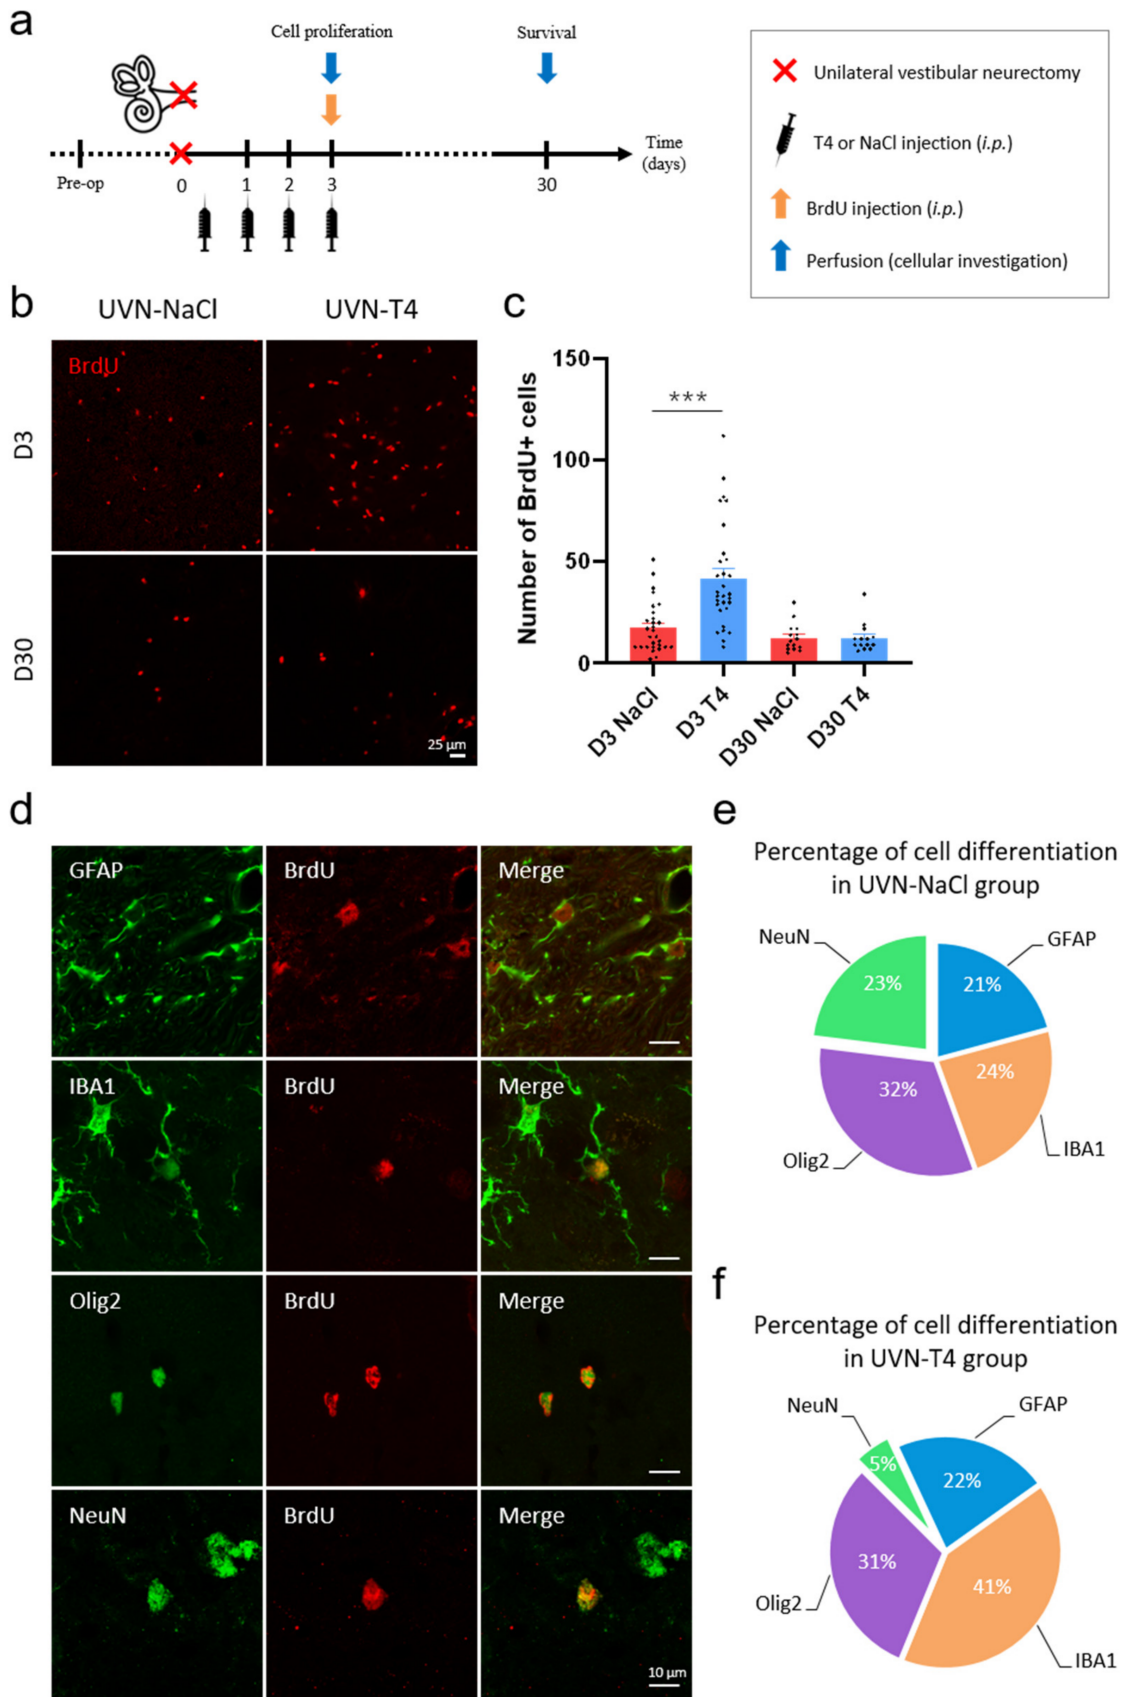 a
Cell proliferation
Survival
Time
(days)
Pre-op
0
1
2
3
30
Unilateral vestibular neurectomy
T4 or NaCl injection (i.p.)
BrdU injection (i.p.)
Perfusion (cellular investigation)
b
UVN-NaCl
UVN-T4
BrdU
D3
D30
25 µm
c
Number of BrdU+ cells
150
100
50
0
***
D3 NaCl
D3 T4
D30 NaCl
D30 T4
d
GFAP
BrdU
Merge
IBA1
BrdU
Merge
Olig2
BrdU
Merge
NeuN
BrdU
Merge
10 µm
e
Percentage of cell differentiation
in UVN-NaCl group
NeuN
GFAP
23%
21%
32%
24%
Olig2
IBA1
f
Percentage of cell differentiation
in UVN-T4 group
NeuN
GFAP
5%
22%
31%
41%
Olig2
IBA1